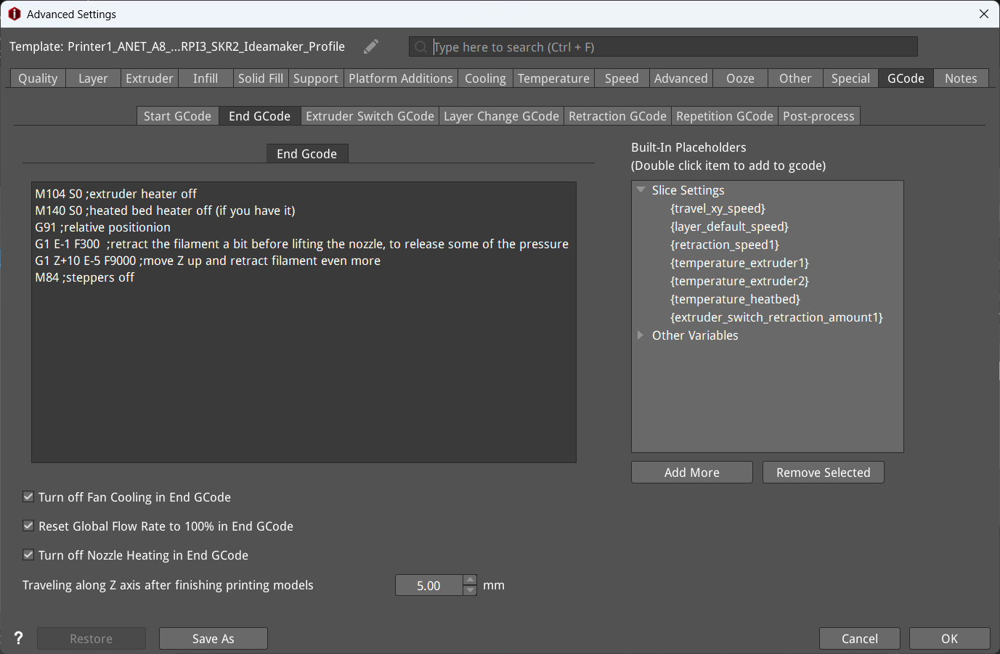 Advanced Settings
Template: Printer1_ANET_A8_...RPI3_SKR2_Ideamaker_Profile
Type here to search (Ctrl + F)
Quality Layer Extruder Infill Solid Fill Support Platform Additions Cooling Temperature Speed Advanced Ooze Other Special GCode Notes
Start GCode End GCode Extruder Switch GCode Layer Change GCode Retraction GCode Repetition GCode Post-process
End Gcode
M104 S0 ;extruder heater off
M140 S0 ;heated bed heater off (if you have it)
G91 ;relative positionion
G1 E-1 F300  ;retract the filament a bit before lifting the nozzle, to release some of the pressure
G1 Z+10 E-5 F9000 ;move Z up and retract filament even more
M84 ;steppers off
Built-In Placeholders
(Double click item to add to gcode)
Slice Settings
{travel_xy_speed}
{layer_default_speed}
{retraction_speed1}
{temperature_extruder1}
{temperature_extruder2}
{temperature_heatbed}
{extruder_switch_retraction_amount1}
Other Variables
Add More Remove Selected
Turn off Fan Cooling in End GCode
Reset Global Flow Rate to 100% in End GCode
Turn off Nozzle Heating in End GCode
Traveling along Z axis after finishing printing models 5.00 mm
? Restore Save As Cancel OK